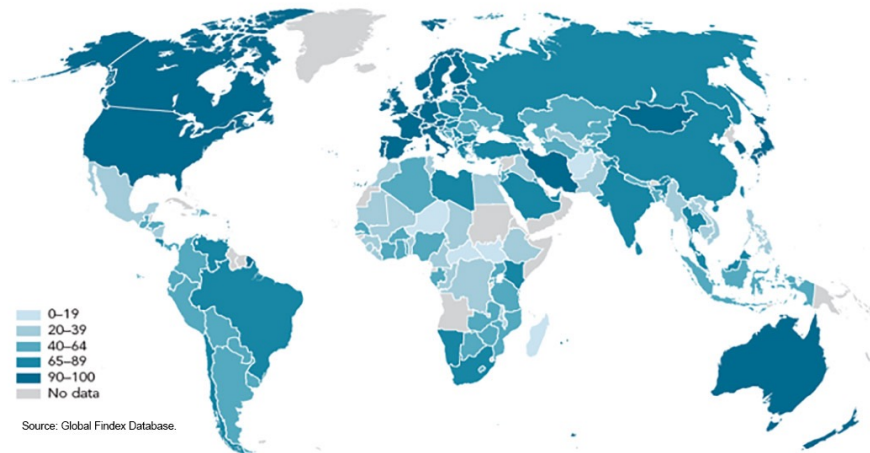 0–19
20–39
40–64
65–89
90–100
No data
Source: Global Findex Database.